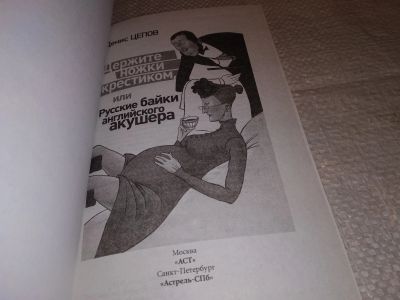 Денис ЦЕПОВ
держите
ножки
крестиком,
или
Русские байки
английского
акушера
Москва
«АСТ»
Санкт-Петербург
«Астрель-СПб»